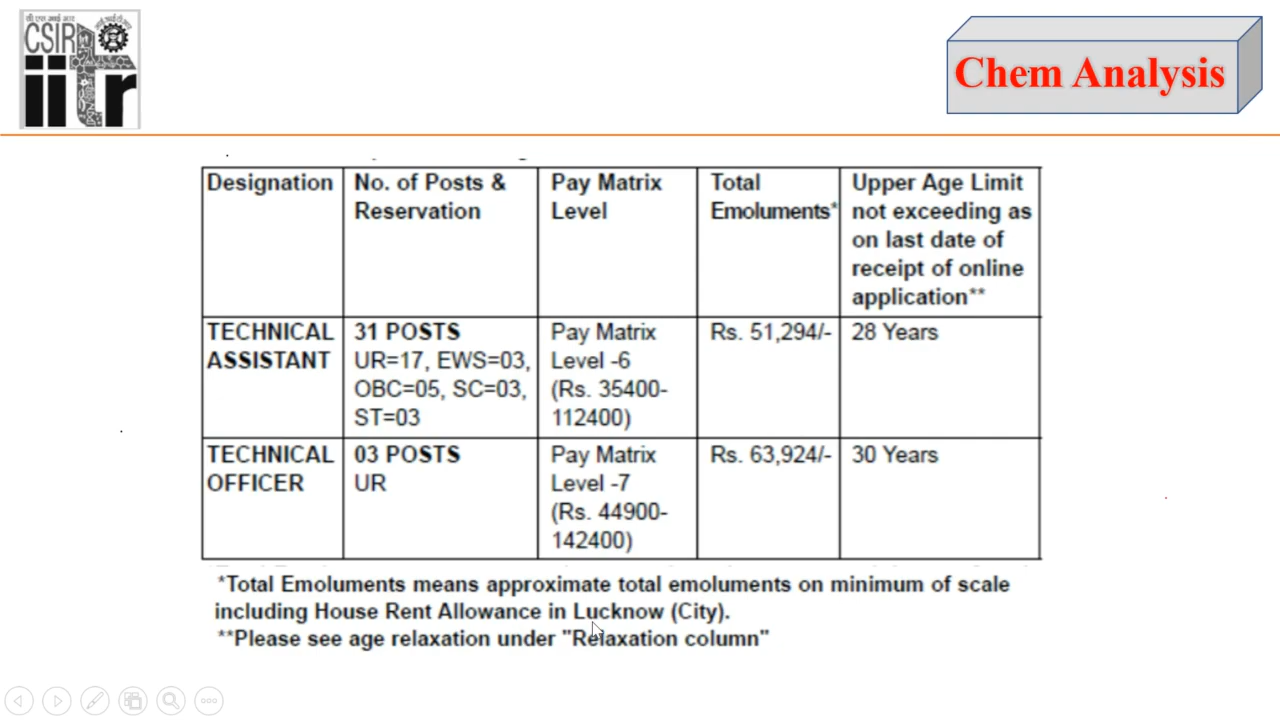 सी एस आई आर
CSIR
iitr
Chem Analysis
Designation
No. of Posts &
Reservation
Pay Matrix
Level
Total
Emoluments*
Upper Age Limit
not exceeding as
on last date of
receipt of online
application**
TECHNICAL
ASSISTANT
31 POSTS
UR=17, EWS=03,
OBC=05, SC=03,
ST=03
Pay Matrix
Level -6
(Rs. 35400-
112400)
Rs. 51,294/-
28 Years
TECHNICAL
OFFICER
03 POSTS
UR
Pay Matrix
Level -7
(Rs. 44900-
142400)
Rs. 63,924/-
30 Years
*Total Emoluments means approximate total emoluments on minimum of scale
including House Rent Allowance in Lucknow (City).
**Please see age relaxation under "Relaxation column"